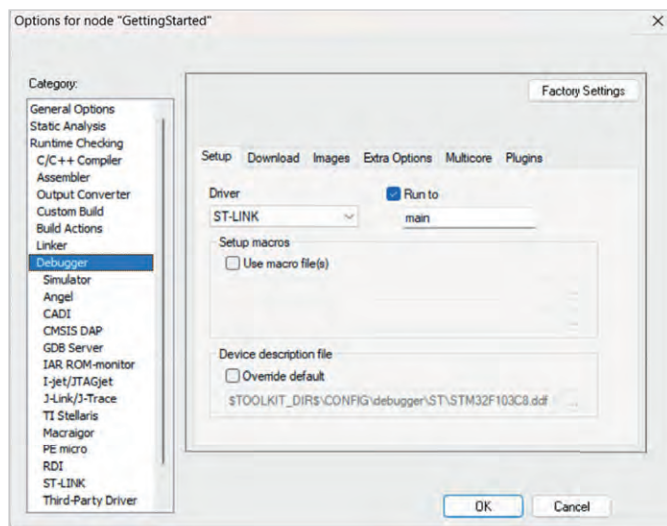 Options for node "GettingStarted"
Category:
General Options
Static Analysis
Runtime Checking
C/C++ Compiler
Assembler
Output Converter
Custom Build
Build Actions
Linker
Debugger
Simulator
Angel
CADI
CMSIS DAP
GDB Server
IAR ROM-monitor
I-jet/JTAGjet
J-Link/J-Trace
TI Stellaris
Macraigor
PE micro
RDI
ST-LINK
Third-Party Driver
Factory Settings
Setup Download Images Extra Options Multicore Plugins
Driver
ST-LINK
Run to
main
Setup macros
Use macro file(s)
...
...
Device description file
Override default
$TOOLKIT_DIR$\CONFIG\debugger\ST\STM32F103C8.ddf ...
OK Cancel